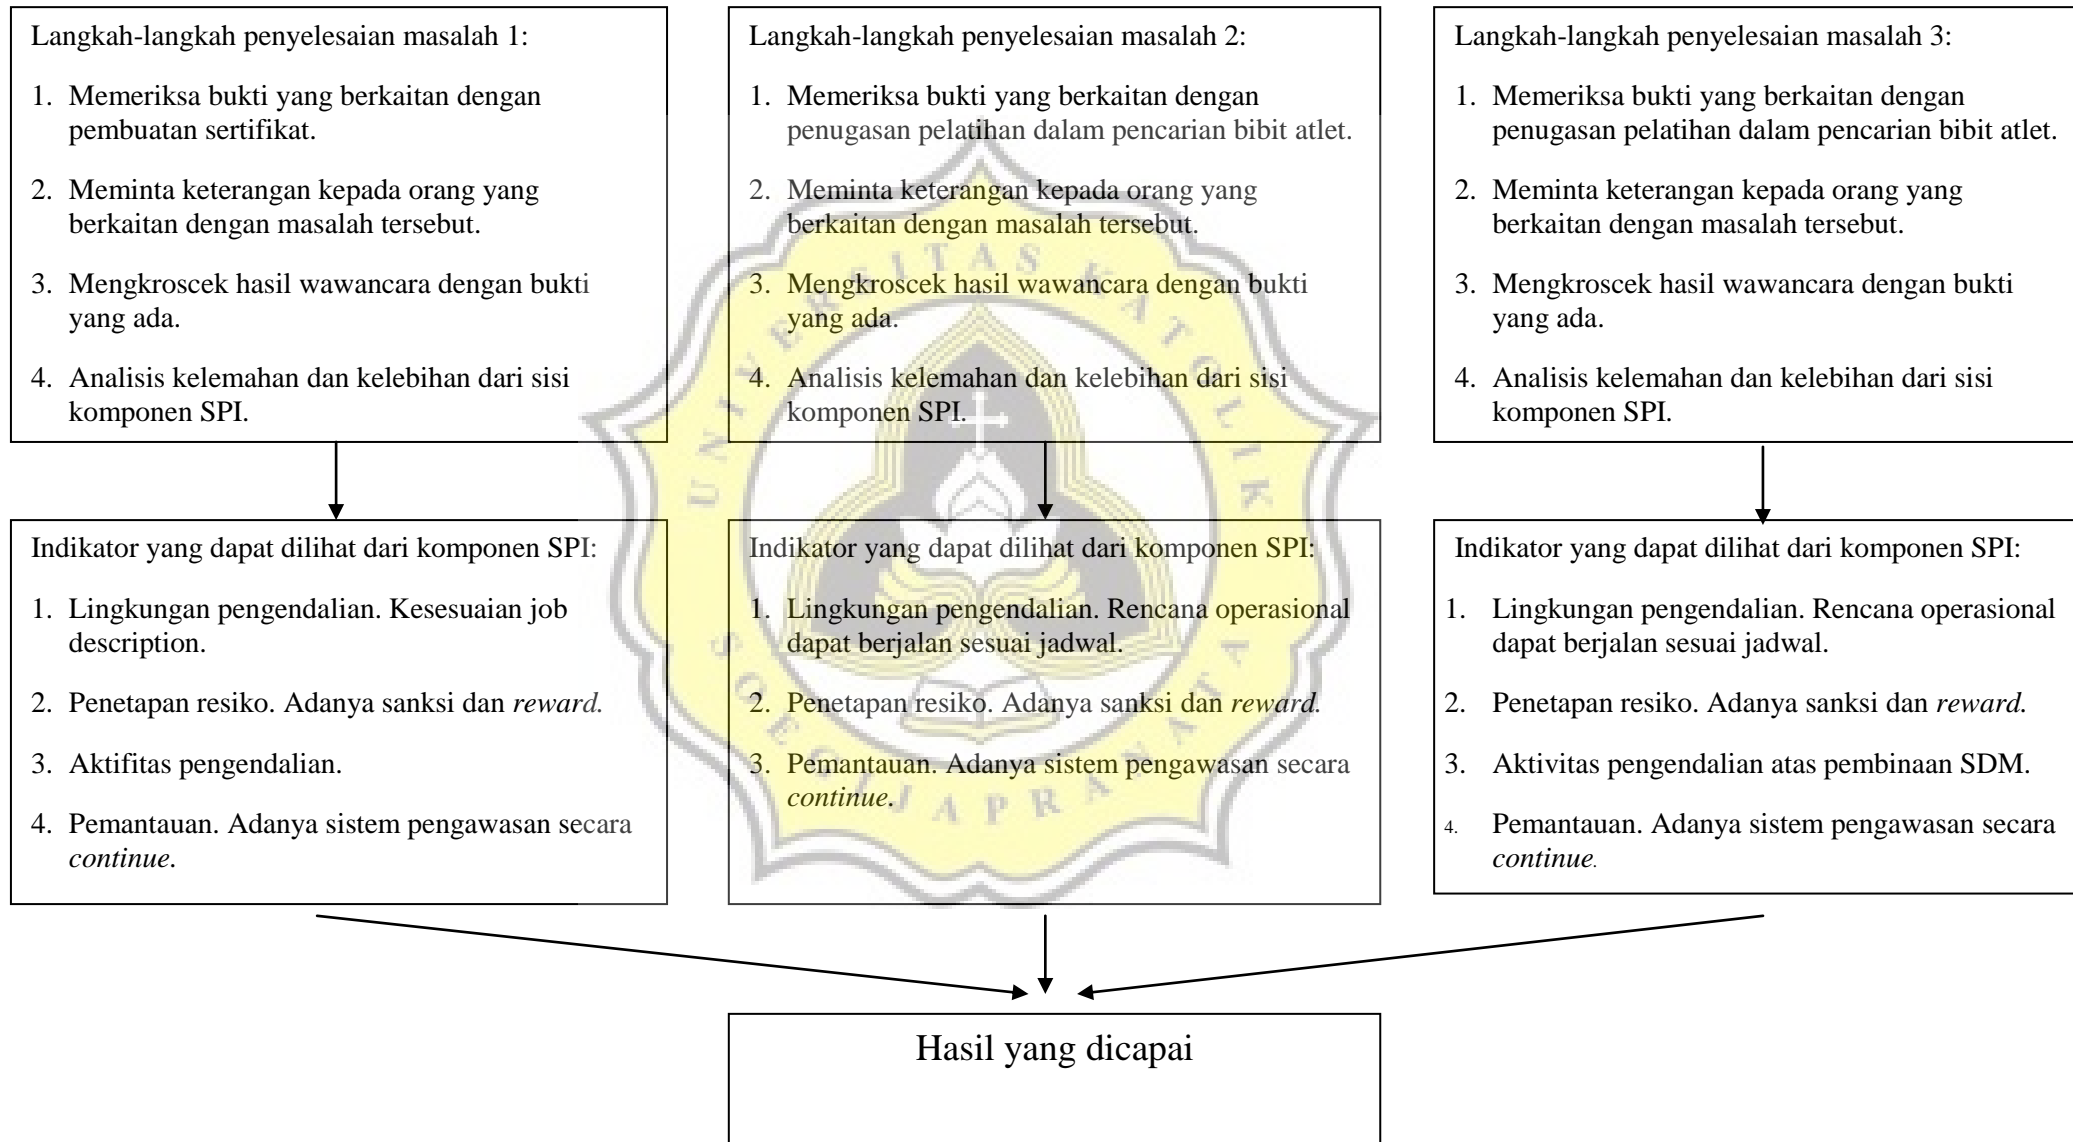 Langkah-langkah penyelesaian masalah 1:
1. Memeriksa bukti yang berkaitan dengan
pembuatan sertifikat.
2. Meminta keterangan kepada orang yang
berkaitan dengan masalah tersebut.
3. Mengkroscek hasil wawancara dengan bukti
yang ada.
4. Analisis kelemahan dan kelebihan dari sisi
komponen SPI.
Langkah-langkah penyelesaian masalah 2:
1. Memeriksa bukti yang berkaitan dengan
penugasan pelatihan dalam pencarian bibit atlet.
2. Meminta keterangan kepada orang yang
berkaitan dengan masalah tersebut.
3. Mengkroscek hasil wawancara dengan bukti
yang ada.
4. Analisis kelemahan dan kelebihan dari sisi
komponen SPI.
Langkah-langkah penyelesaian masalah 3:
1. Memeriksa bukti yang berkaitan dengan
penugasan pelatihan dalam pencarian bibit atlet.
2. Meminta keterangan kepada orang yang
berkaitan dengan masalah tersebut.
3. Mengkroscek hasil wawancara dengan bukti
yang ada.
4. Analisis kelemahan dan kelebihan dari sisi
komponen SPI.
Indikator yang dapat dilihat dari komponen SPI:
1. Lingkungan pengendalian. Kesesuaian job
description.
2. Penetapan resiko. Adanya sanksi dan reward.
3. Aktifitas pengendalian.
4. Pemantauan. Adanya sistem pengawasan secara
continue.
Indikator yang dapat dilihat dari komponen SPI:
1. Lingkungan pengendalian. Rencana operasional
dapat berjalan sesuai jadwal.
2. Penetapan resiko. Adanya sanksi dan reward.
3. Pemantauan. Adanya sistem pengawasan secara
continue.
Indikator yang dapat dilihat dari komponen SPI:
1. Lingkungan pengendalian. Rencana operasional
dapat berjalan sesuai jadwal.
2. Penetapan resiko. Adanya sanksi dan reward.
3. Aktivitas pengendalian atas pembinaan SDM.
4. Pemantauan. Adanya sistem pengawasan secara
continue.
Hasil yang dicapai
UNIVERSITAS KATOLIK
SOEGIJAPRANATA